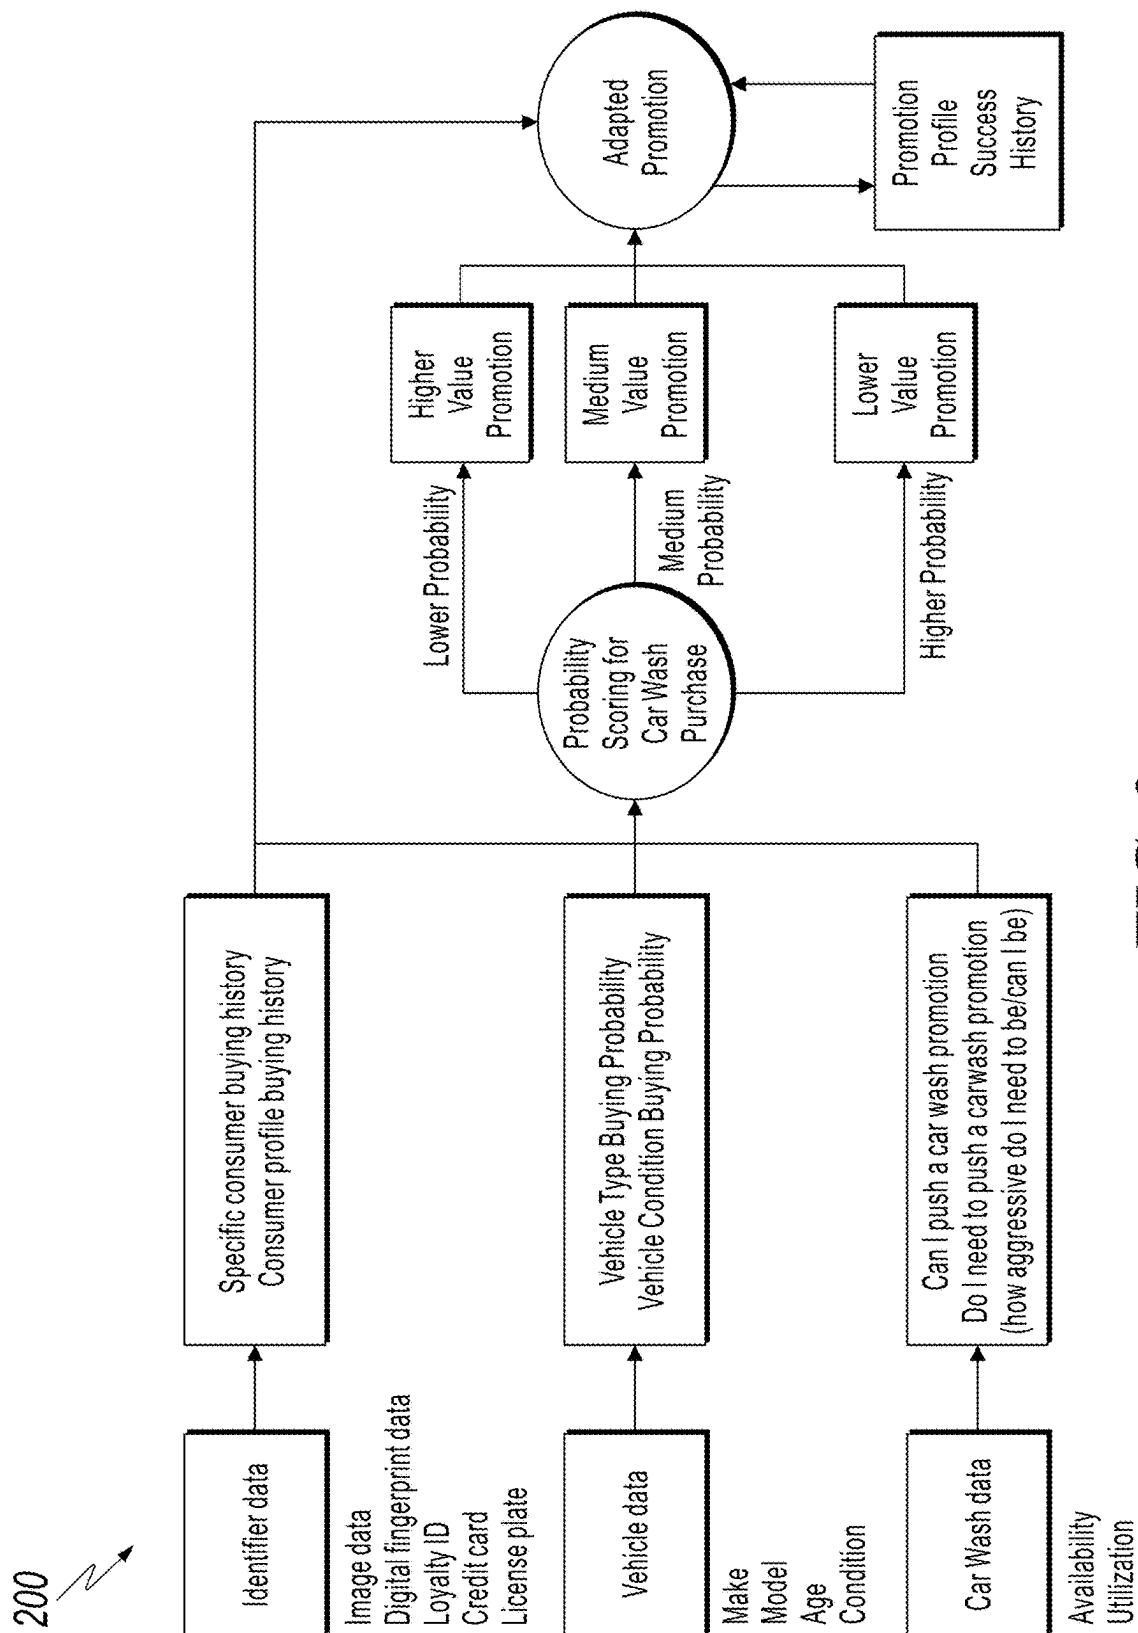 200
Identifier data
Image data
Digital fingerprint data
Loyalty ID
Credit card
License plate
Specific consumer buying history
Consumer profile buying history
Vehicle data
Make
Model
Age
Condition
Vehicle Type Buying Probability
Vehicle Condition Buying Probability
Car Wash data
Availability
Utilization
Can I push a car wash promotion
Do I need to push a carwash promotion
(how aggressive do I need to be/can I be)
Probability
Scoring for
Car Wash
Purchase
Lower Probability
Medium
Probability
Higher Probability
Higher
Value
Promotion
Medium
Value
Promotion
Lower
Value
Promotion
Adapted
Promotion
Promotion
Profile
Success
History